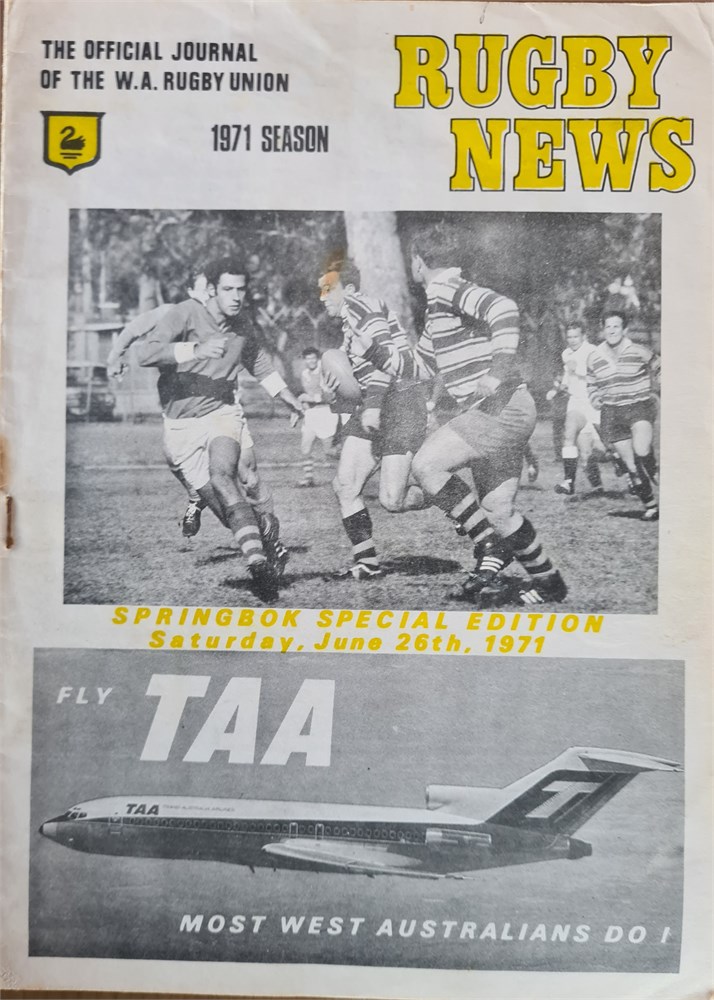 THE OFFICIAL JOURNAL
OF THE W.A. RUGBY UNION
1971 SEASON
RUGBY
NEWS
SPRINGBOK SPECIAL EDITION
Saturday, June 26th, 1971
FLY TAA
TAA
T
MOST WEST AUSTRALIANS DO !